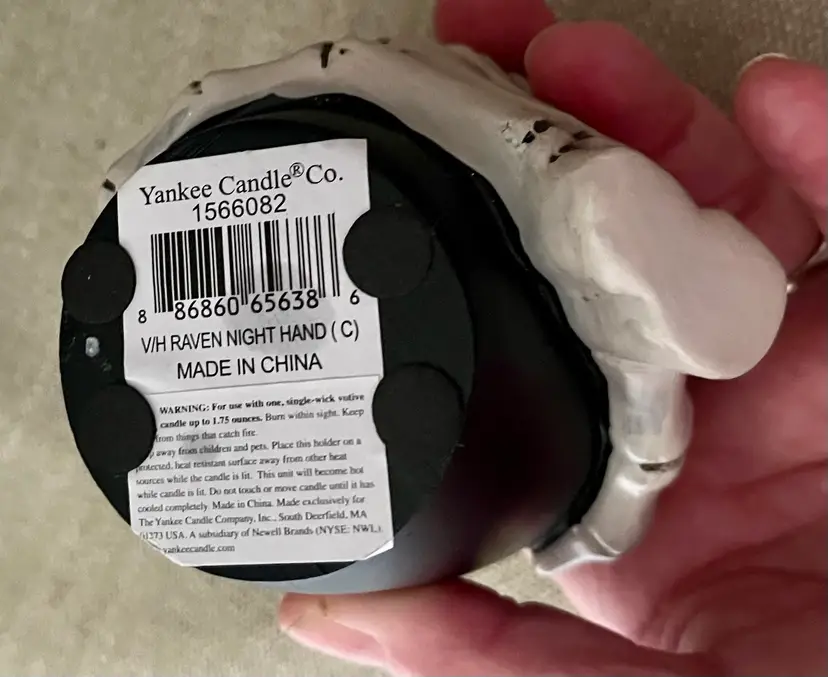 Yankee Candle® Co.
1566082
8 86860 65638 6
V/H RAVEN NIGHT HAND ( C )
MADE IN CHINA
WARNING: For use with one, single-wick votive
candle up to 1.75 ounces. Burn within sight. Keep
from things that catch fire.
away from children and pets. Place this holder on a
protected, heat resistant surface away from other heat
sources while the candle is lit. This unit will become hot
while candle is lit. Do not touch or move candle until it has
cooled completely. Made in China. Made exclusively for
The Yankee Candle Company, Inc., South Deerfield, MA
01373 USA. A subsidiary of Newell Brands (NYSE: NWL).
yankeecandle.com